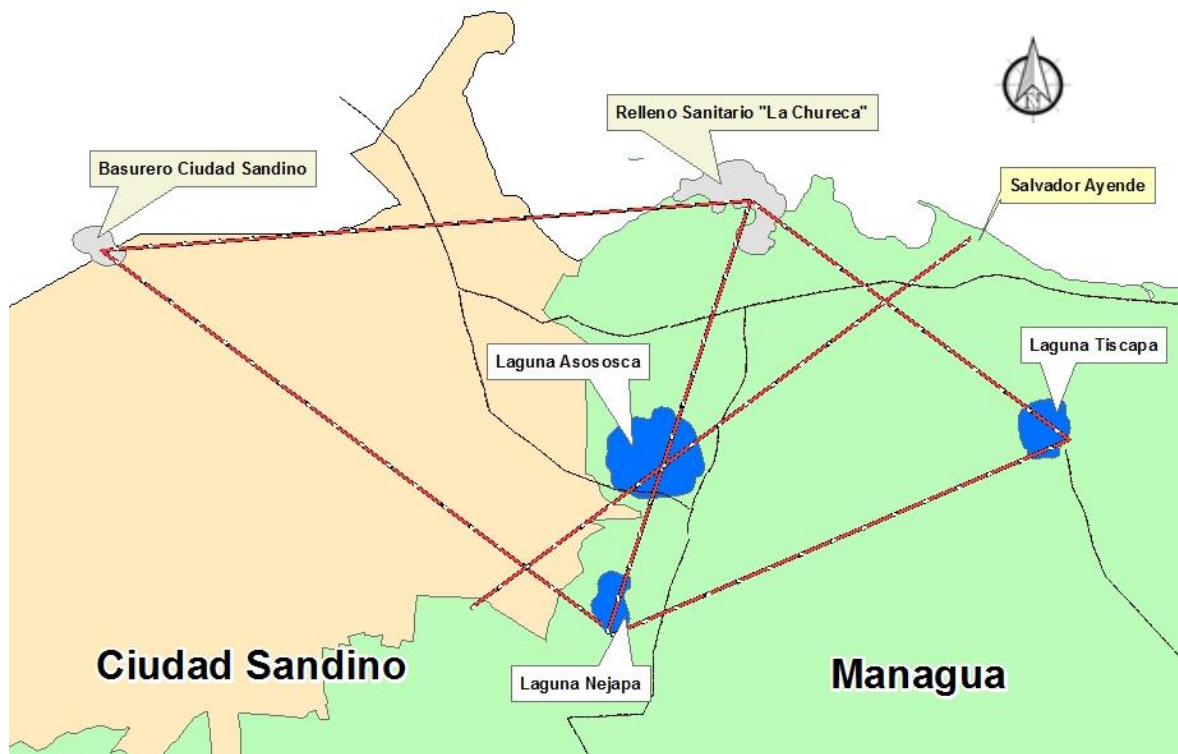 Relleno Sanitario "La Chureca"
Basurero Ciudad Sandino
Salvador Ayende
Laguna Asososca
Laguna Tiscapa
Ciudad Sandino
Managua
Laguna Nejapa
N